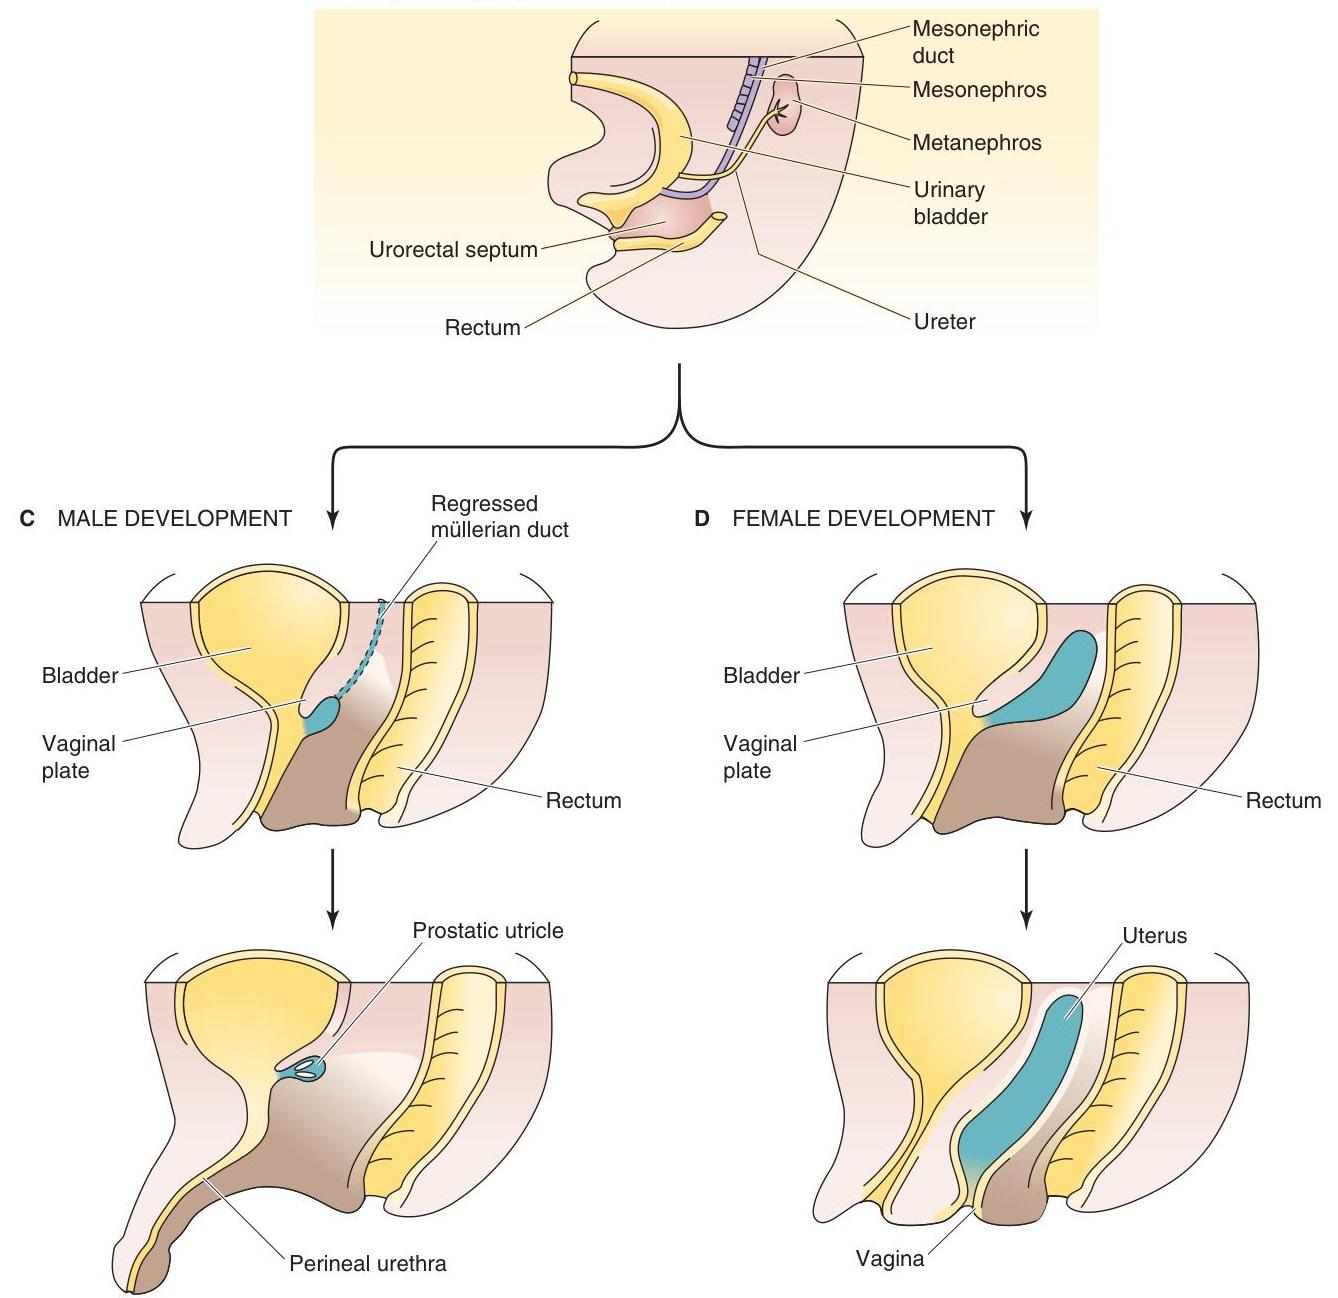 Mesonephric
duct
Mesonephros
Metanephros
Urinary
bladder
Urorectal septum
Rectum
Ureter
C MALE DEVELOPMENT
Regressed
müllerian duct
Bladder
Vaginal
plate
Rectum
D FEMALE DEVELOPMENT
Bladder
Vaginal
plate
Rectum
Prostatic utricle
Perineal urethra
Uterus
Vagina